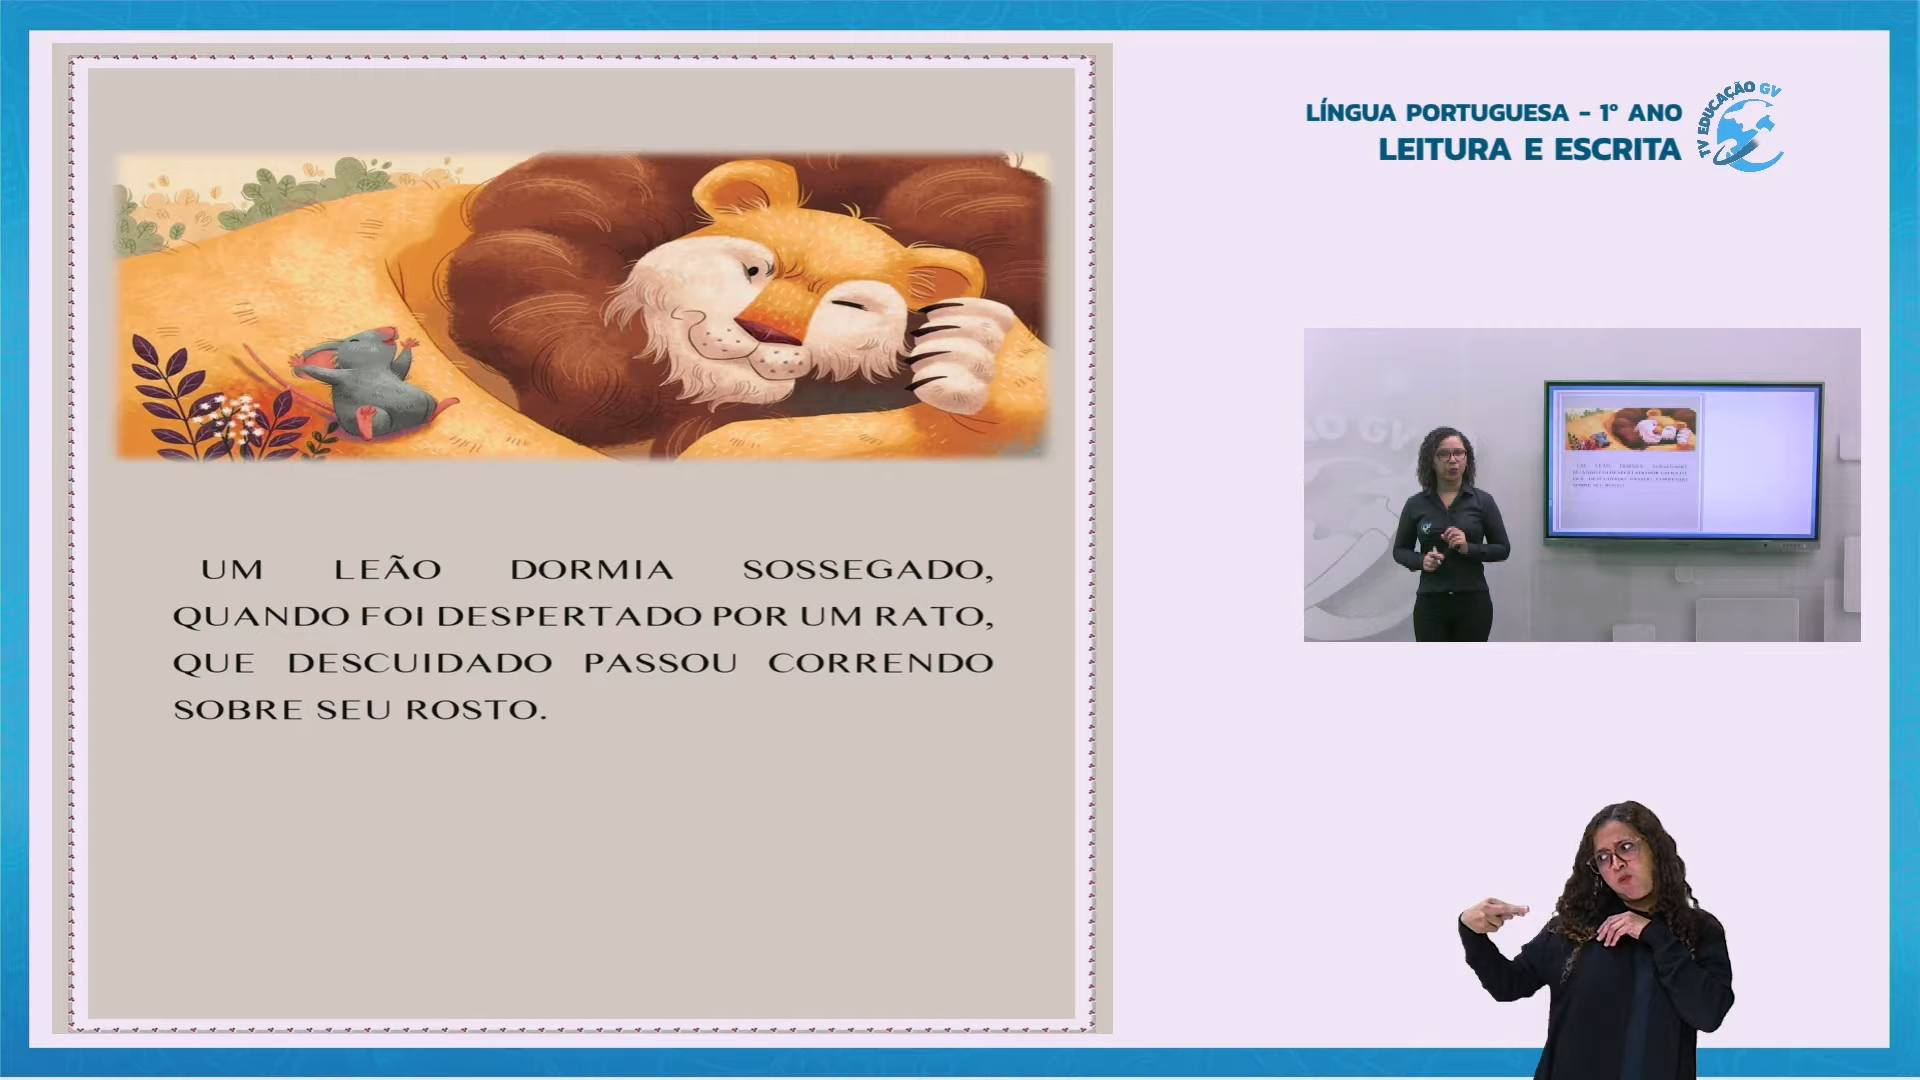 LÍNGUA PORTUGUESA - 1º ANO
LEITURA E ESCRITA
TV EDUCAÇÃO GV
UM LEÃO DORMIA SOSSEGADO,
QUANDO FOI DESPERTADO POR UM RATO,
QUE DESCUIDADO PASSOU CORRENDO
SOBRE SEU ROSTO.